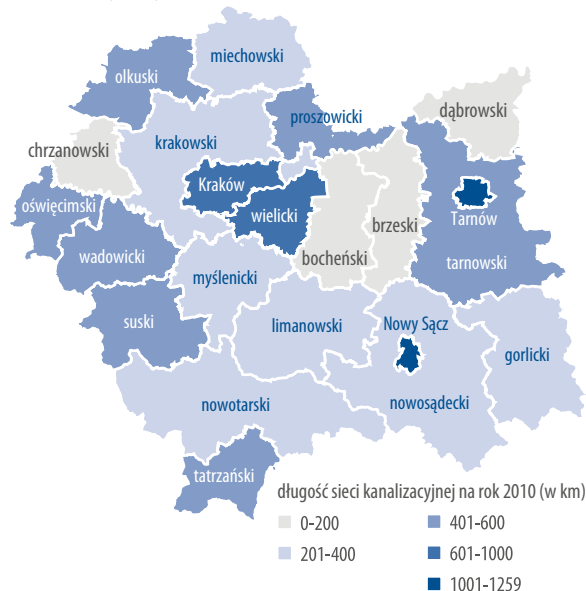 miechowski
olkuski
dąbrowski
proszowicki
krakowski
chrzanowski
Kraków
oświęcimski
wielicki
Tarnów
brzeski
wadowicki
bocheński
tarnowski
myślenicki
suski
limanowski
Nowy Sącz
gorlicki
nowotarski
nowosądecki
tatrzański
długość sieci kanalizacyjnej na rok 2010 (w km)
0-200
401-600
201-400
601-1000
1001-1259